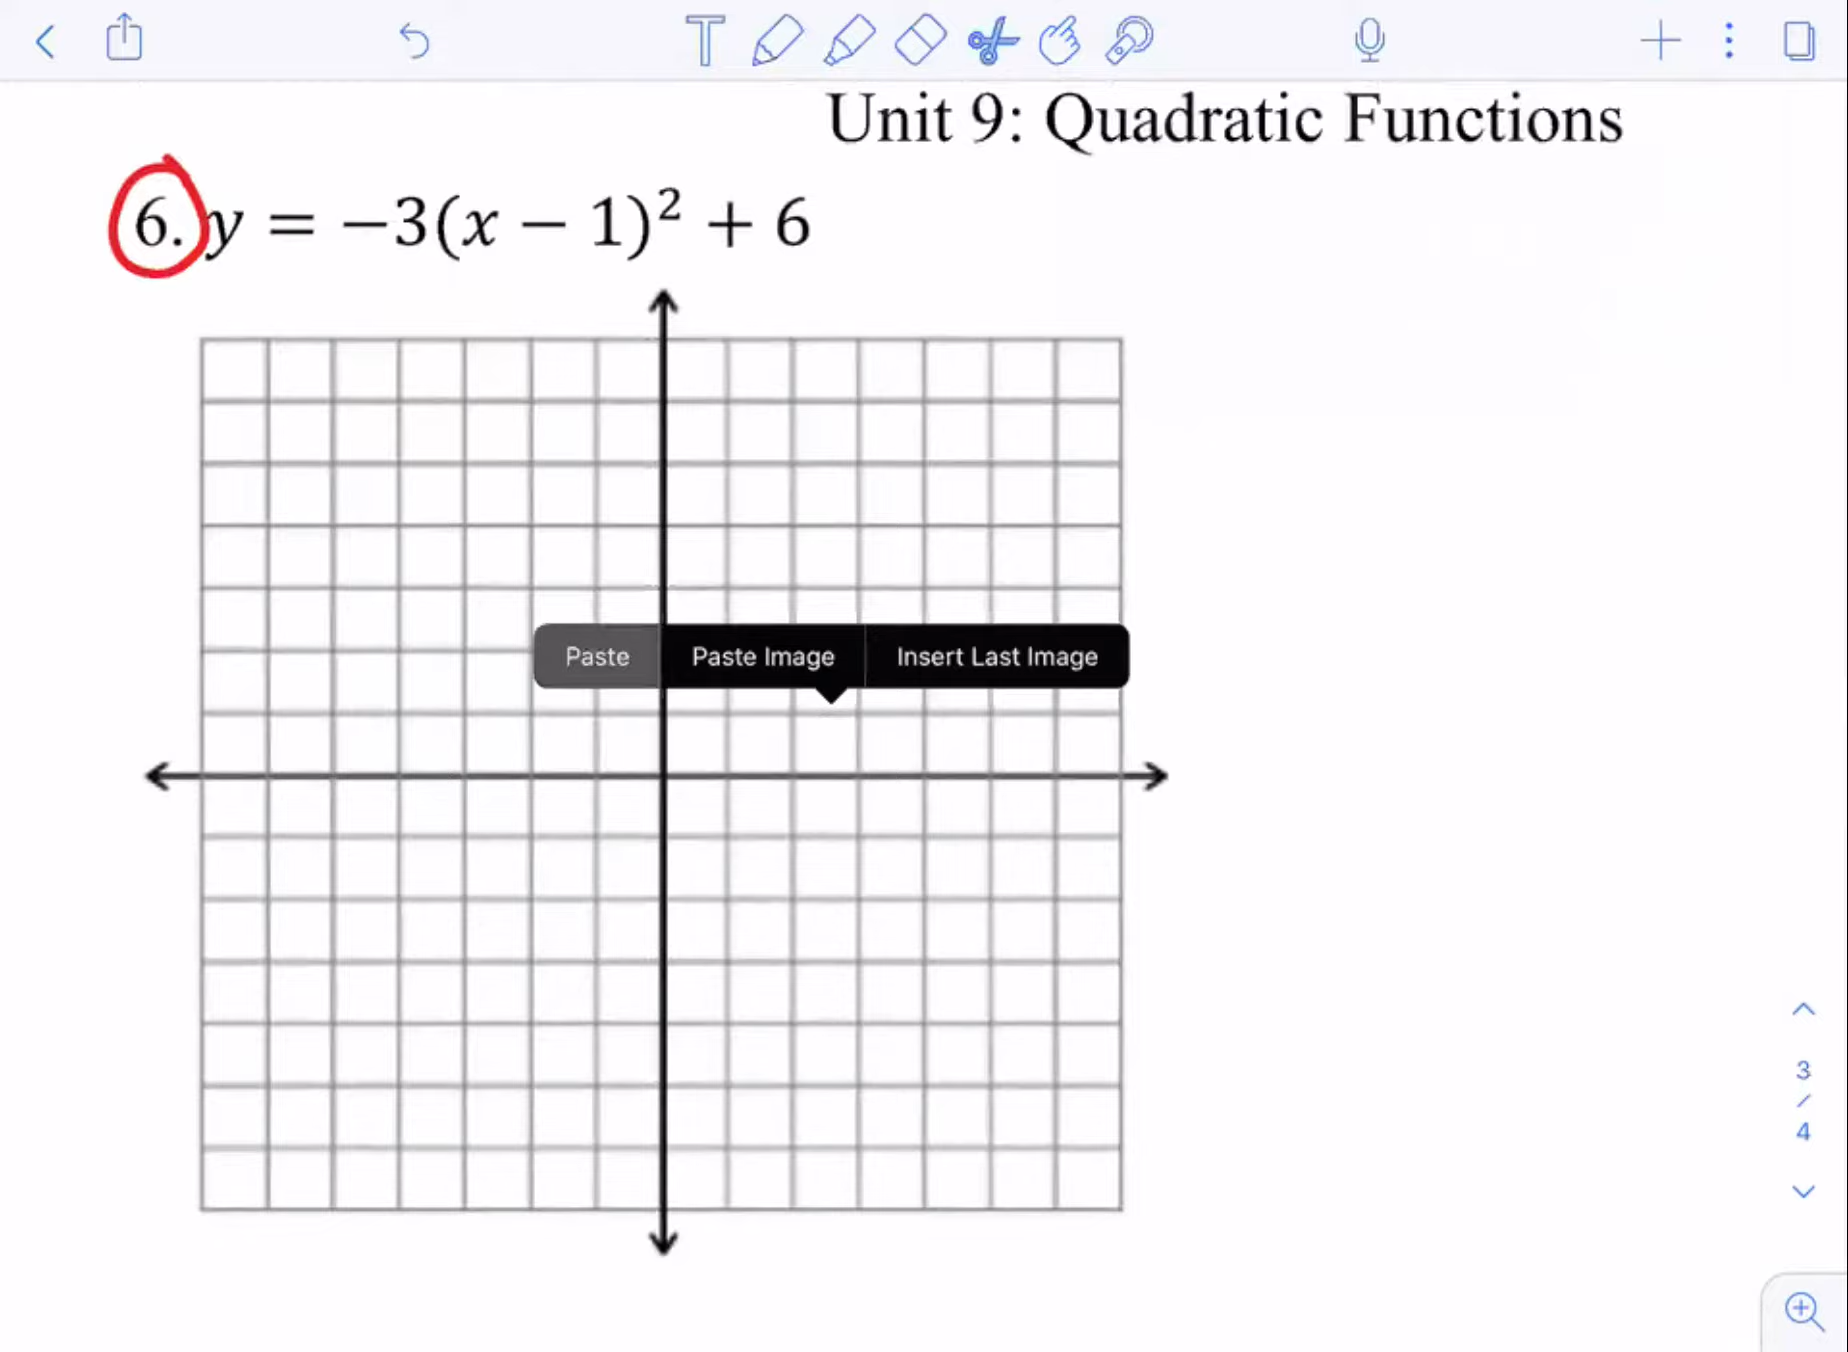 Unit 9: Quadratic Functions
6. y = −3(x − 1)² + 6
Paste Paste Image Insert Last Image
3
/
4